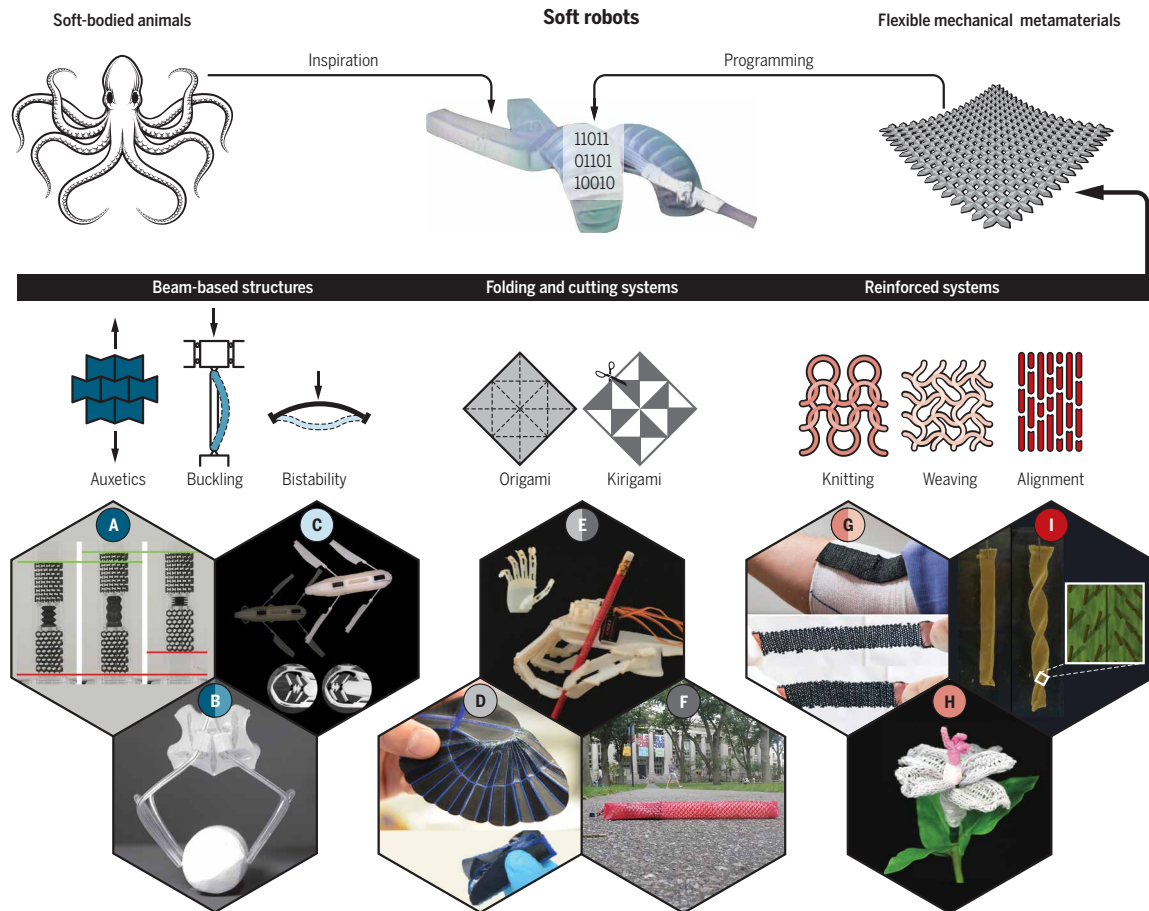 Soft-bodied animals
Soft robots
Flexible mechanical metamaterials
Inspiration
Programming
11011
01101
10010
Beam-based structures
Folding and cutting systems
Reinforced systems
Auxetics
Buckling
Bistability
Origami
Kirigami
Knitting
Weaving
Alignment
A
C
E
G
I
B
D
F
H